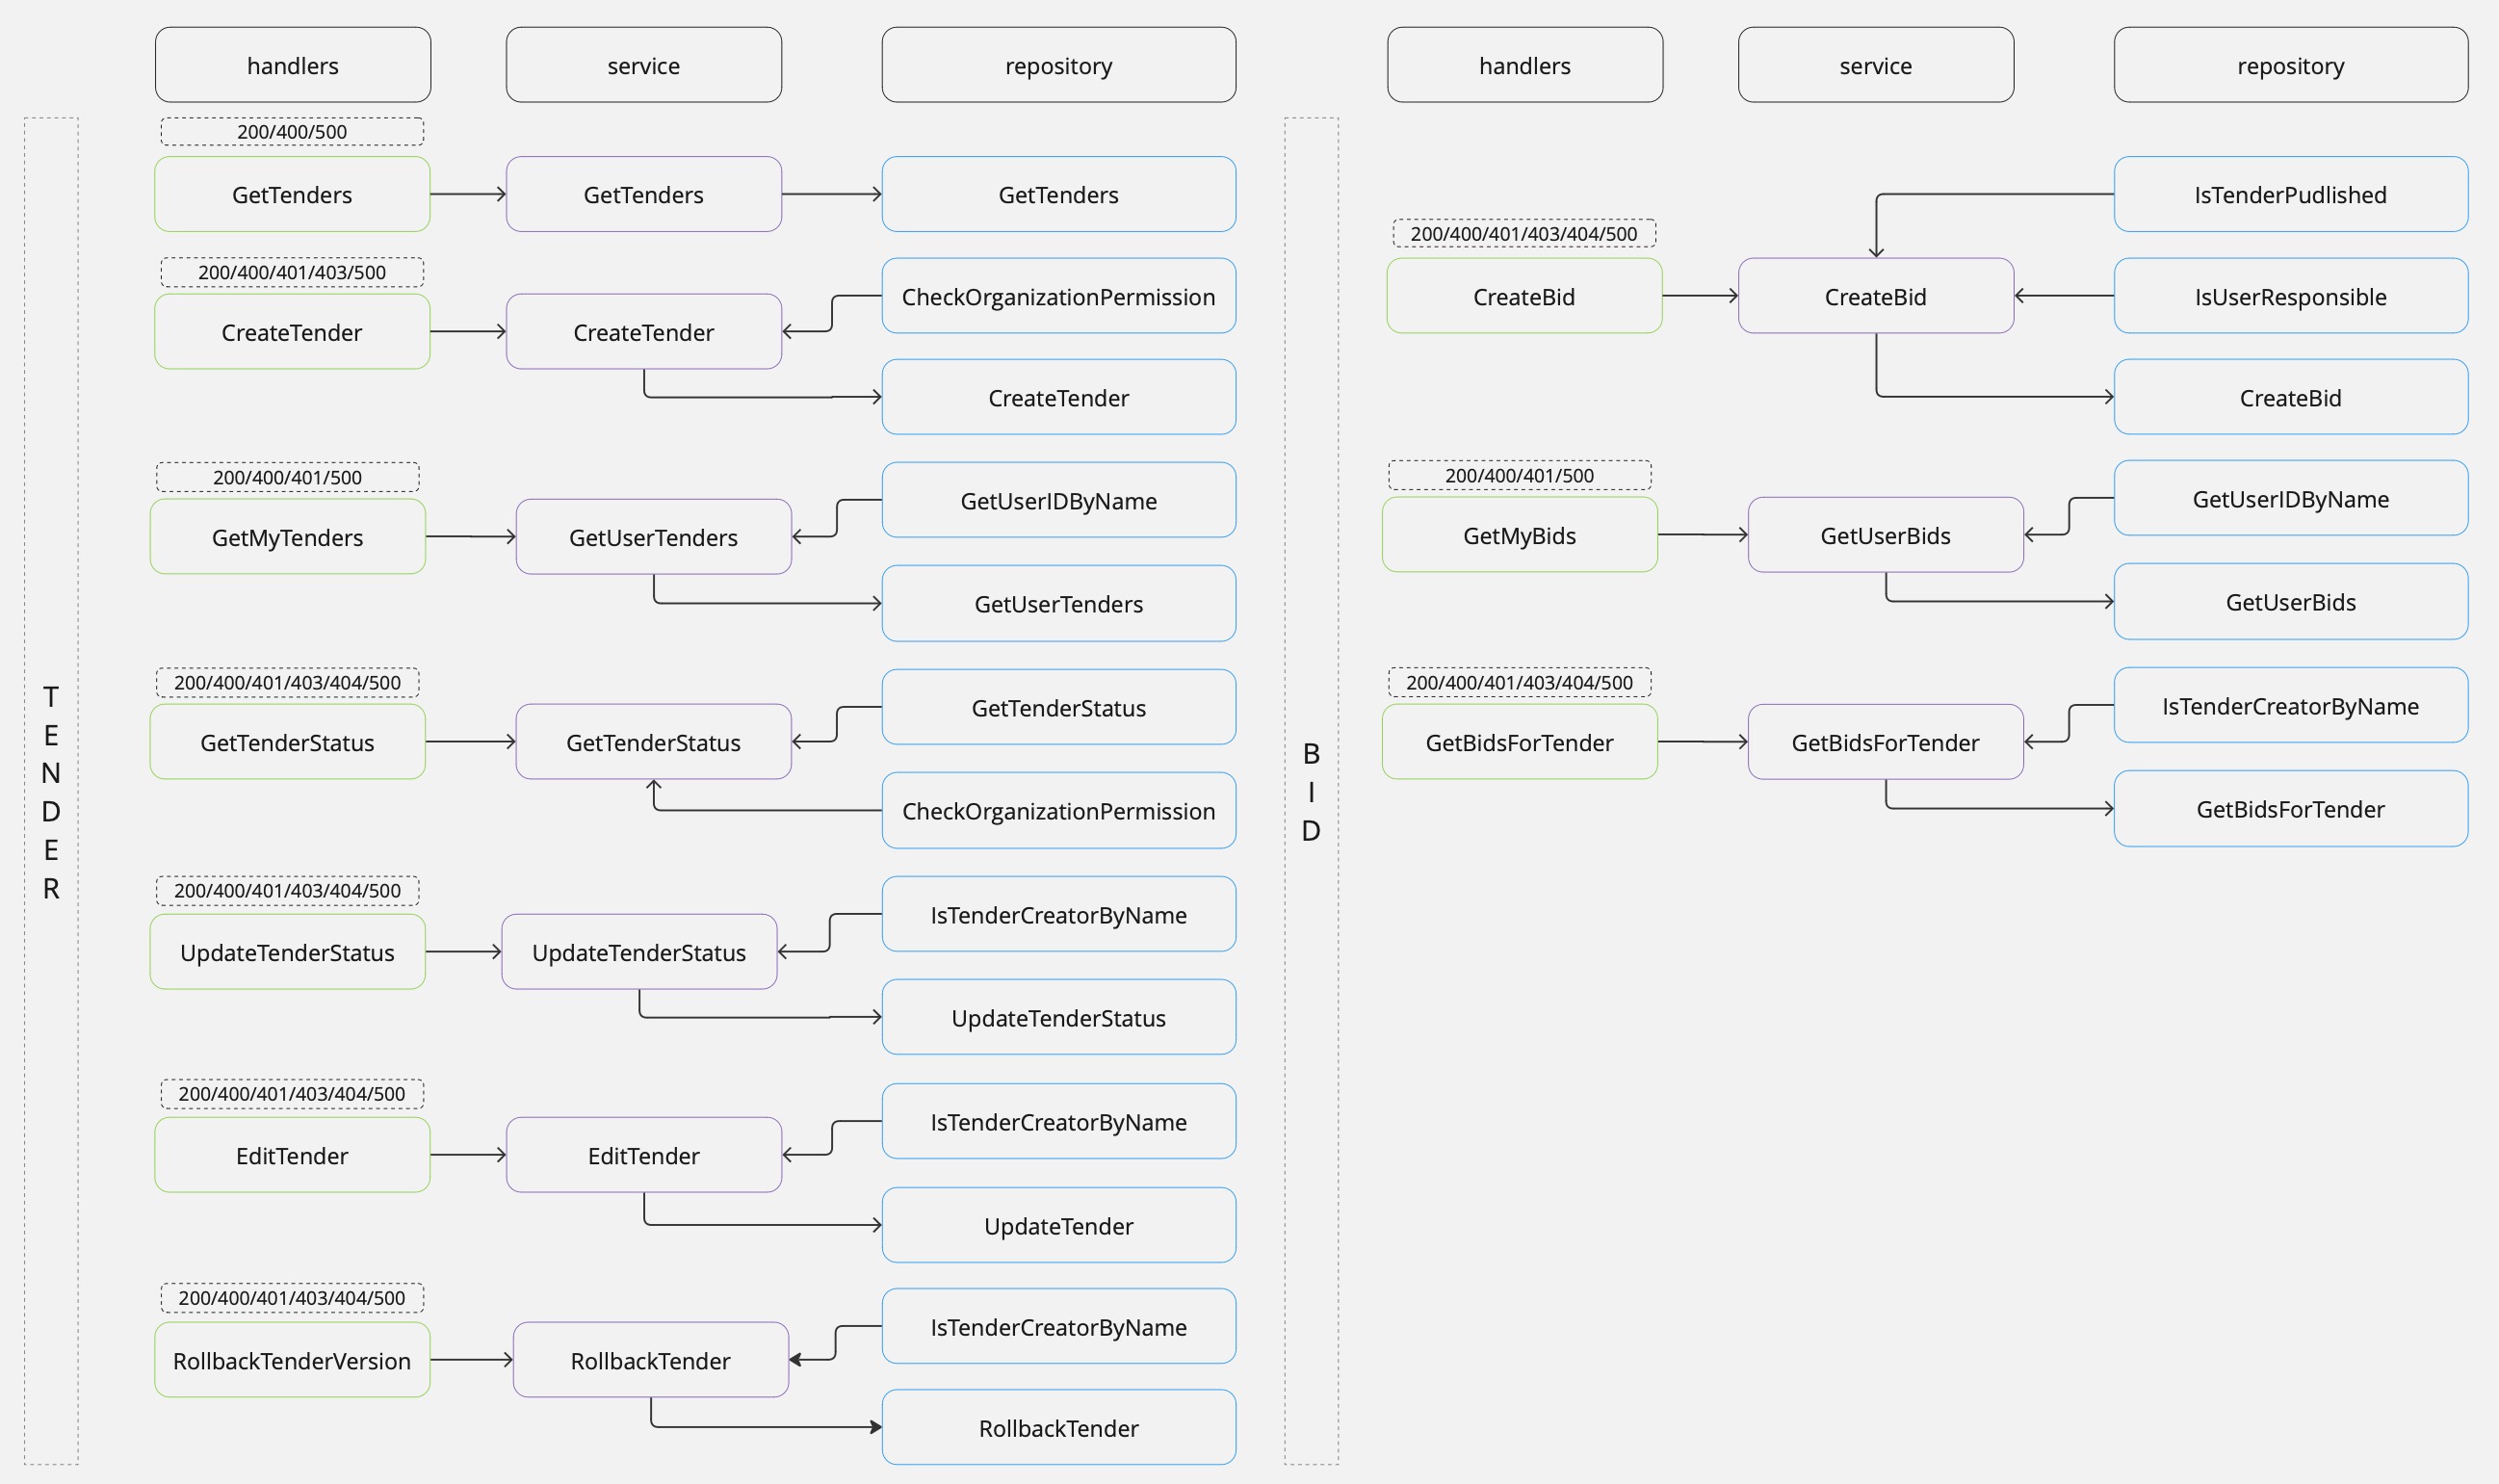 handlers
service
repository
T
E
N
D
E
R
200/400/500
GetTenders
GetTenders
GetTenders
200/400/401/403/500
CreateTender
CreateTender
CheckOrganizationPermission
CreateTender
200/400/401/500
GetMyTenders
GetUserTenders
GetUserIDByName
GetUserTenders
200/400/401/403/404/500
GetTenderStatus
GetTenderStatus
GetTenderStatus
CheckOrganizationPermission
200/400/401/403/404/500
UpdateTenderStatus
UpdateTenderStatus
IsTenderCreatorByName
UpdateTenderStatus
200/400/401/403/404/500
EditTender
EditTender
IsTenderCreatorByName
UpdateTender
200/400/401/403/404/500
RollbackTenderVersion
RollbackTender
IsTenderCreatorByName
RollbackTender
handlers
service
repository
B
I
D
IsTenderPudlished
200/400/401/403/404/500
CreateBid
CreateBid
IsUserResponsible
CreateBid
200/400/401/500
GetMyBids
GetUserBids
GetUserIDByName
GetUserBids
200/400/401/403/404/500
GetBidsForTender
GetBidsForTender
IsTenderCreatorByName
GetBidsForTender